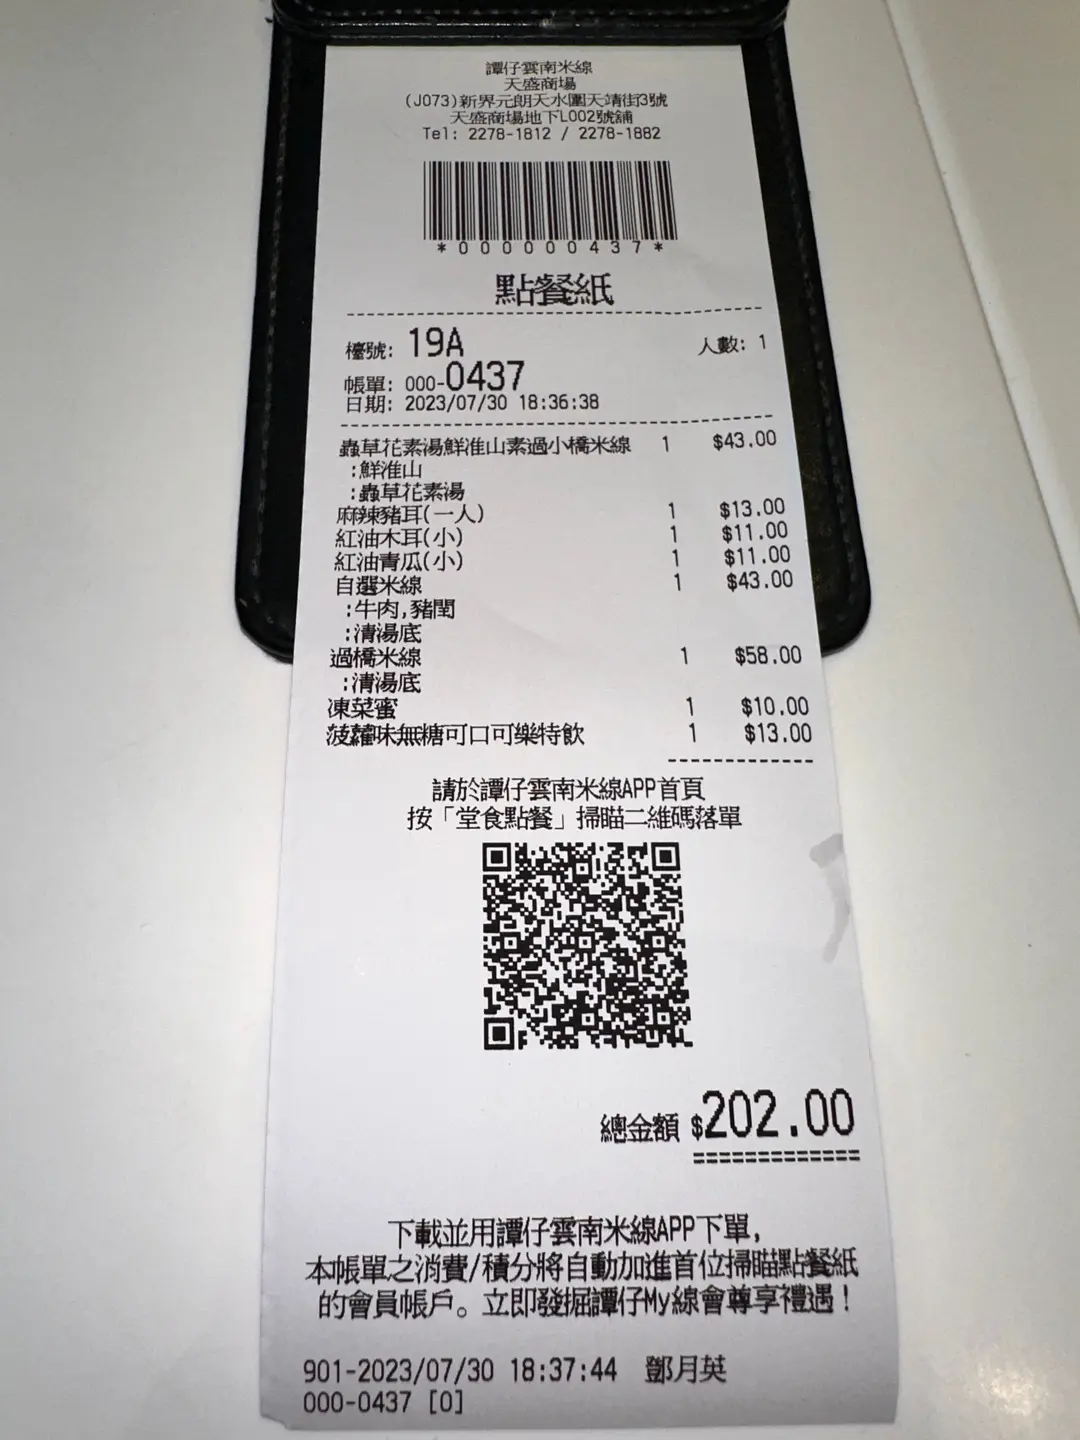 譚仔雲南米線
天盛商場
(J073)新界元朗天水圍天靖街3號
天盛商場地下L002號舖
Tel: 2278-1812 / 2278-1882
*000000437*
點餐紙
檯號: 19A 人數: 1
帳單: 000-0437
日期: 2023/07/30 18:36:38
蟲草花素湯鮮淮山素過小橋米線 1 $43.00
:鮮淮山
:蟲草花素湯
麻辣豬耳(一人) 1 $13.00
紅油木耳(小) 1 $11.00
紅油青瓜(小) 1 $11.00
自選米線 1 $43.00
:牛肉,豬閏
:清湯底
過橋米線 1 $58.00
:清湯底
凍菜蜜 1 $10.00
菠蘿味無糖可口可樂特飲 1 $13.00
請於譚仔雲南米線APP首頁
按「堂食點餐」掃瞄二維碼落單
總金額 $202.00
下載並用譚仔雲南米線APP下單,
本帳單之消費/積分將自動加進首位掃瞄點餐紙
的會員帳戶。立即發掘譚仔My線會尊享禮遇!
901-2023/07/30 18:37:44 鄧月英
000-0437 [0]